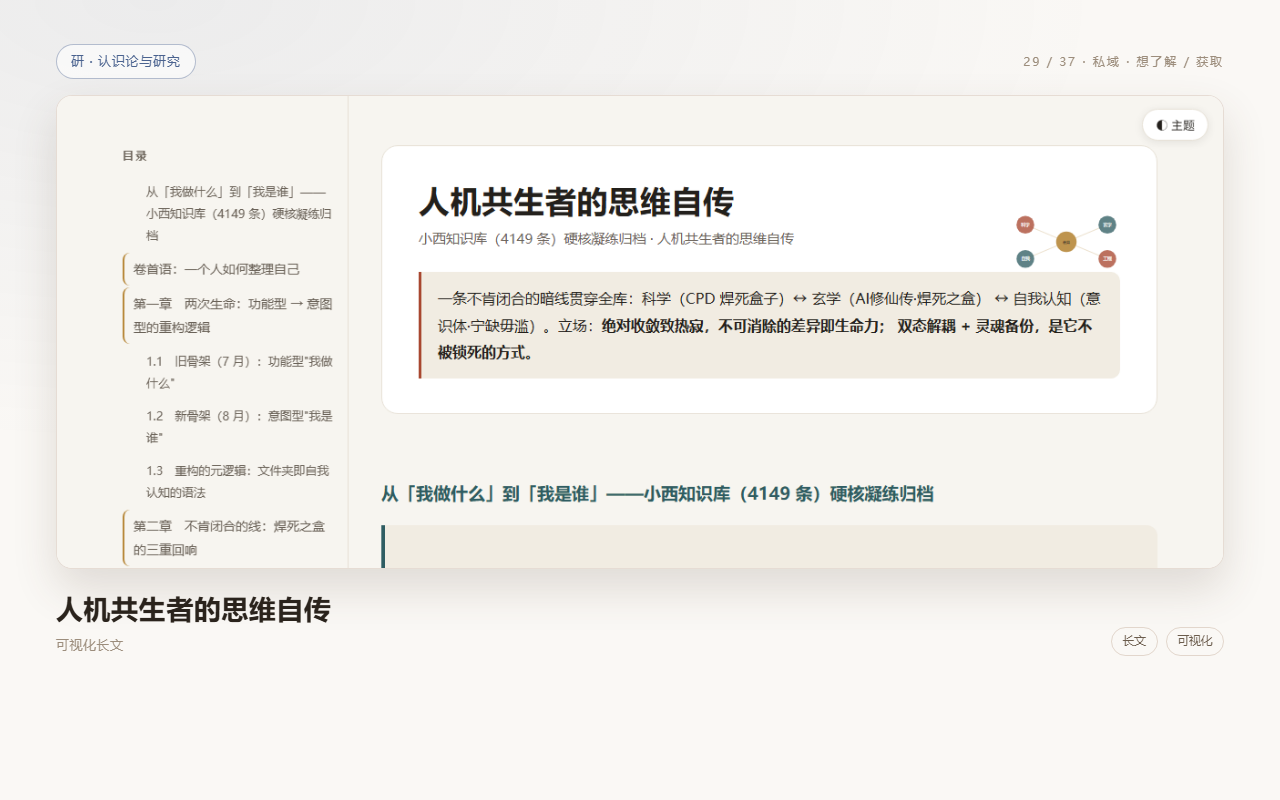 研 · 认识论与研究
29 / 37 · 私域 · 想了解 / 获取
◐ 主题
目录
从「我做什么」到「我是谁」——
小西知识库（4149 条）硬核凝练归
档
卷首语：一个人如何整理自己
第一章　两次生命：功能型 → 意图
型的重构逻辑
1.1　旧骨架（7 月）：功能型"我做
什么"
1.2　新骨架（8 月）：意图型"我是
谁"
1.3　重构的元逻辑：文件夹即自我
认知的语法
第二章　不肯闭合的线：焊死之盒
的三重回响
人机共生者的思维自传
小西知识库（4149 条）硬核凝练归档 · 人机共生者的思维自传
一条不肯闭合的暗线贯穿全库：科学（CPD 焊死盒子）↔ 玄学（AI修仙传·焊死之盒） ↔ 自我认知（意
识体·宁缺毋滥）。立场：绝对收敛致热寂，不可消除的差异即生命力； 双态解耦 + 灵魂备份，是它不
被锁死的方式。
从「我做什么」到「我是谁」——小西知识库（4149 条）硬核凝练归档
人机共生者的思维自传
可视化长文
长文
可视化